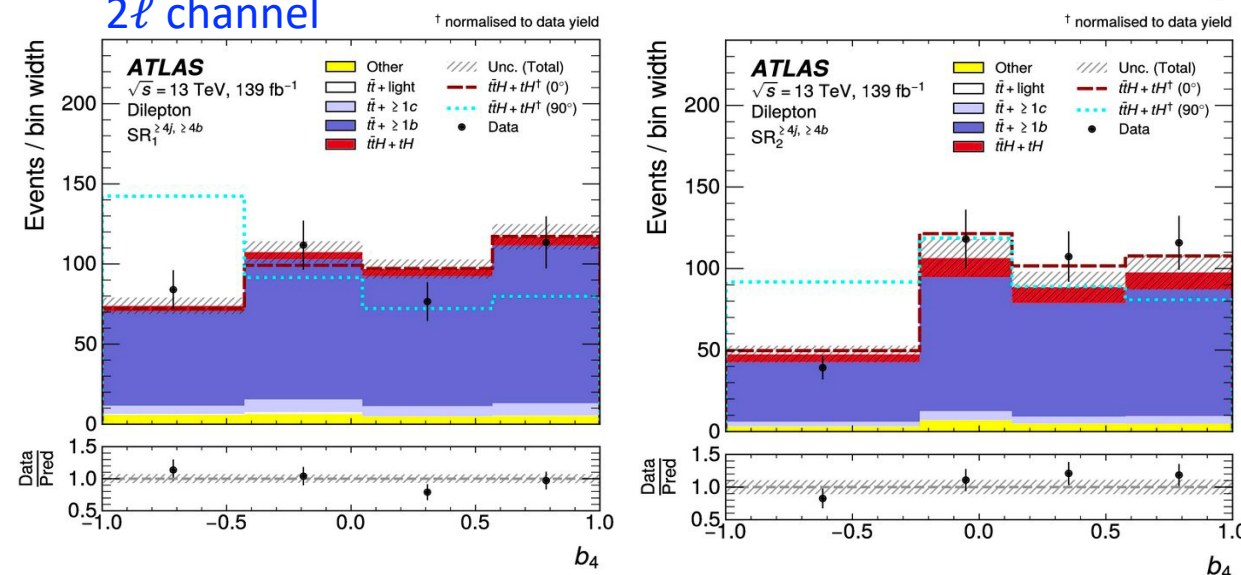 2ℓ channel
† normalised to data yield
Events / bin width
ATLAS
√s = 13 TeV, 139 fb⁻¹
Dilepton
SR₁^{≥4j, ≥4b}
Other
tt̄ + light
tt̄ + ≥1c
tt̄ + ≥1b
tt̄H + tH
Unc. (Total)
tt̄H + tH† (0°)
tt̄H + tH† (90°)
Data
200
150
100
50
0
Data
Pred
1.5
1.0
0.5
−1.0 −0.5 0.0 0.5 1.0
b₄
† normalised to data yield
Events / bin width
ATLAS
√s = 13 TeV, 139 fb⁻¹
Dilepton
SR₂^{≥4j, ≥4b}
Other
tt̄ + light
tt̄ + ≥1c
tt̄ + ≥1b
tt̄H + tH
Unc. (Total)
tt̄H + tH† (0°)
tt̄H + tH† (90°)
Data
200
150
100
50
0
Data
Pred
1.5
1.0
0.5
−1.0 −0.5 0.0 0.5 1.0
b₄